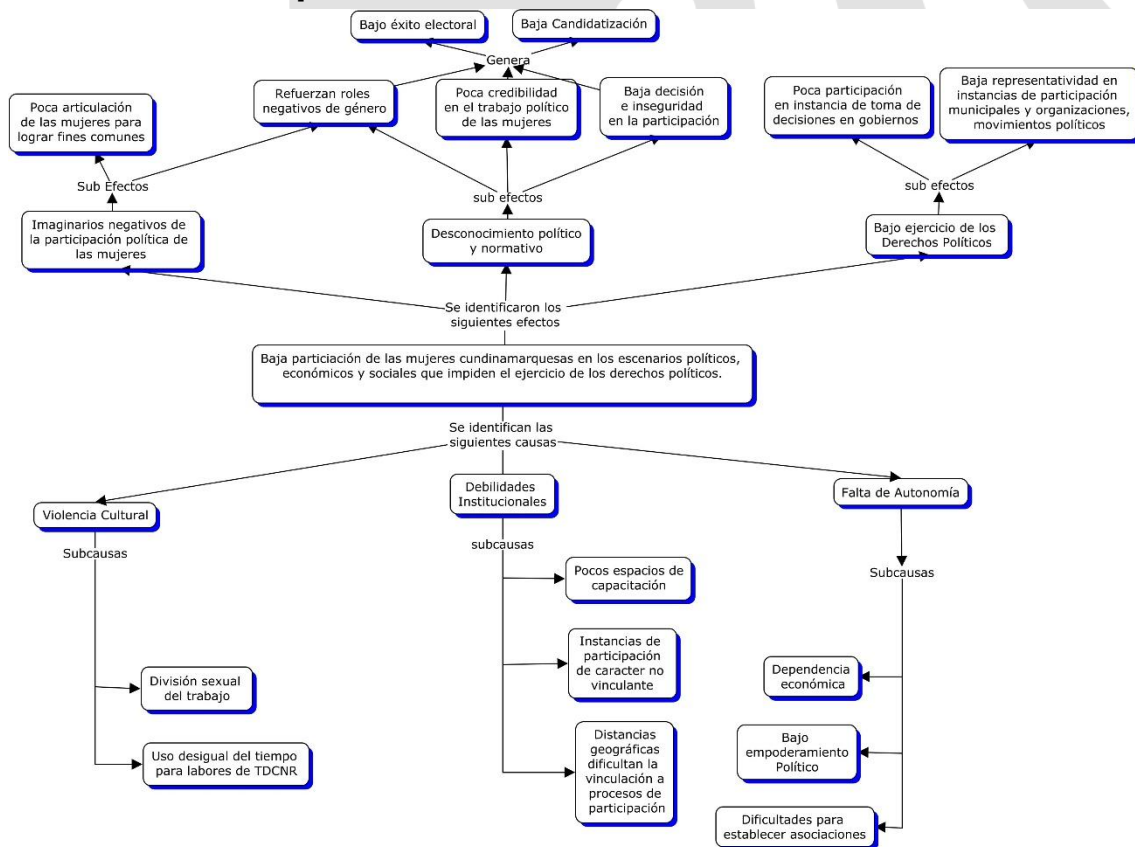 Bajo éxito electoral
Baja Candidatización
Genera
Refuerzan roles
negativos de género
Poca credibilidad
en el trabajo político
de las mujeres
Baja decisión
e inseguridad
en la participación
Poca participación
en instancia de toma de
decisiones en gobiernos
Baja representatividad en
instancias de participación
municipales y organizaciones,
movimientos políticos
Poca articulación
de las mujeres para
lograr fines comunes
Sub Efectos
sub efectos
sub efectos
Imaginarios negativos de
la participación política de
las mujeres
Desconocimiento político
y normativo
Bajo ejercicio de los
Derechos Políticos
Se identificaron los
siguientes efectos
Baja particiación de las mujeres cundinamarquesas en los escenarios políticos,
económicos y sociales que impiden el ejercicio de los derechos políticos.
Se identifican las
siguientes causas
Violencia Cultural
Debilidades
Institucionales
Falta de Autonomía
Subcausas
subcausas
Subcausas
Pocos espacios de
capacitación
Instancias de
participación
de caracter no
vinculante
Distancias
geográficas
dificultan la
vinculación a
procesos de
participación
División sexual
del trabajo
Uso desigual del tiempo
para labores de TDCNR
Dependencia
económica
Bajo
empoderamiento
Político
Dificultades para
establecer asociaciones